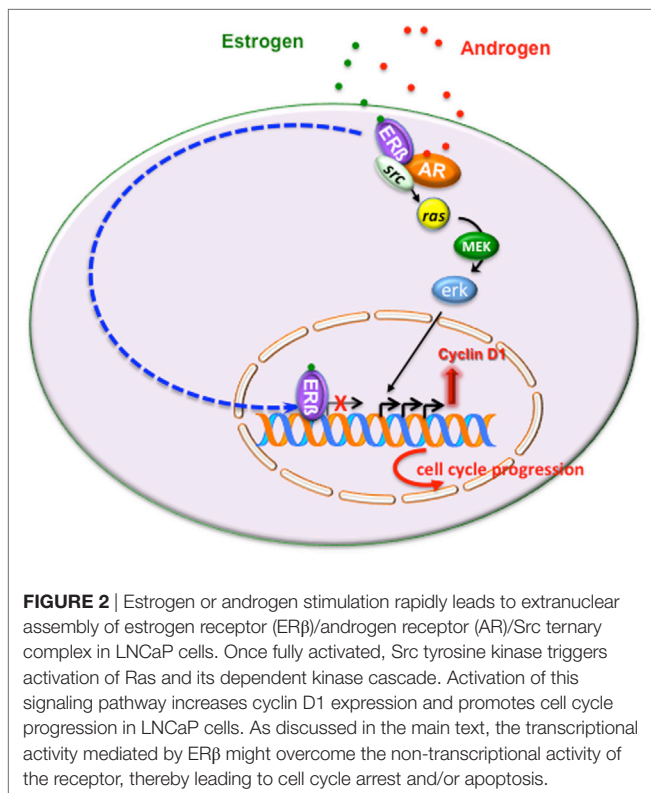 Estrogen
Androgen
ERß
AR
src
ras
MEK
erk
Cyclin D1
ERß
X
cell cycle progression
FIGURE 2 | Estrogen or androgen stimulation rapidly leads to extranuclear
assembly of estrogen receptor (ERβ)/androgen receptor (AR)/Src ternary
complex in LNCaP cells. Once fully activated, Src tyrosine kinase triggers
activation of Ras and its dependent kinase cascade. Activation of this
signaling pathway increases cyclin D1 expression and promotes cell cycle
progression in LNCaP cells. As discussed in the main text, the transcriptional
activity mediated by ERβ might overcome the non-transcriptional activity of
the receptor, thereby leading to cell cycle arrest and/or apoptosis.